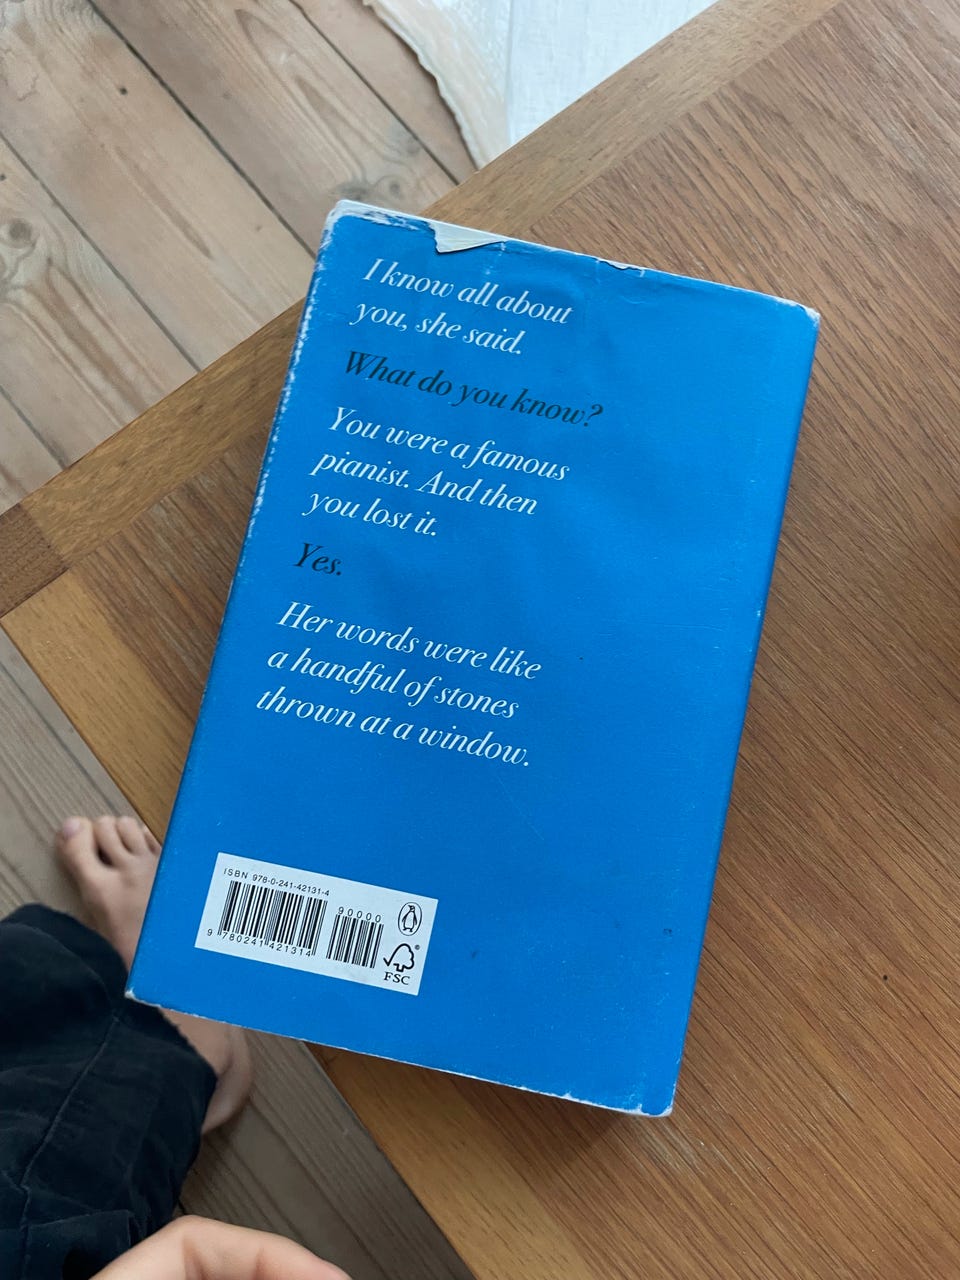 I know all about
you, she said.
What do you know?
You were a famous
pianist. And then
you lost it.
Yes.
Her words were like
a handful of stones
thrown at a window.
ISBN 978-0-241-42131-4
90000
9 780241 421314
FSC